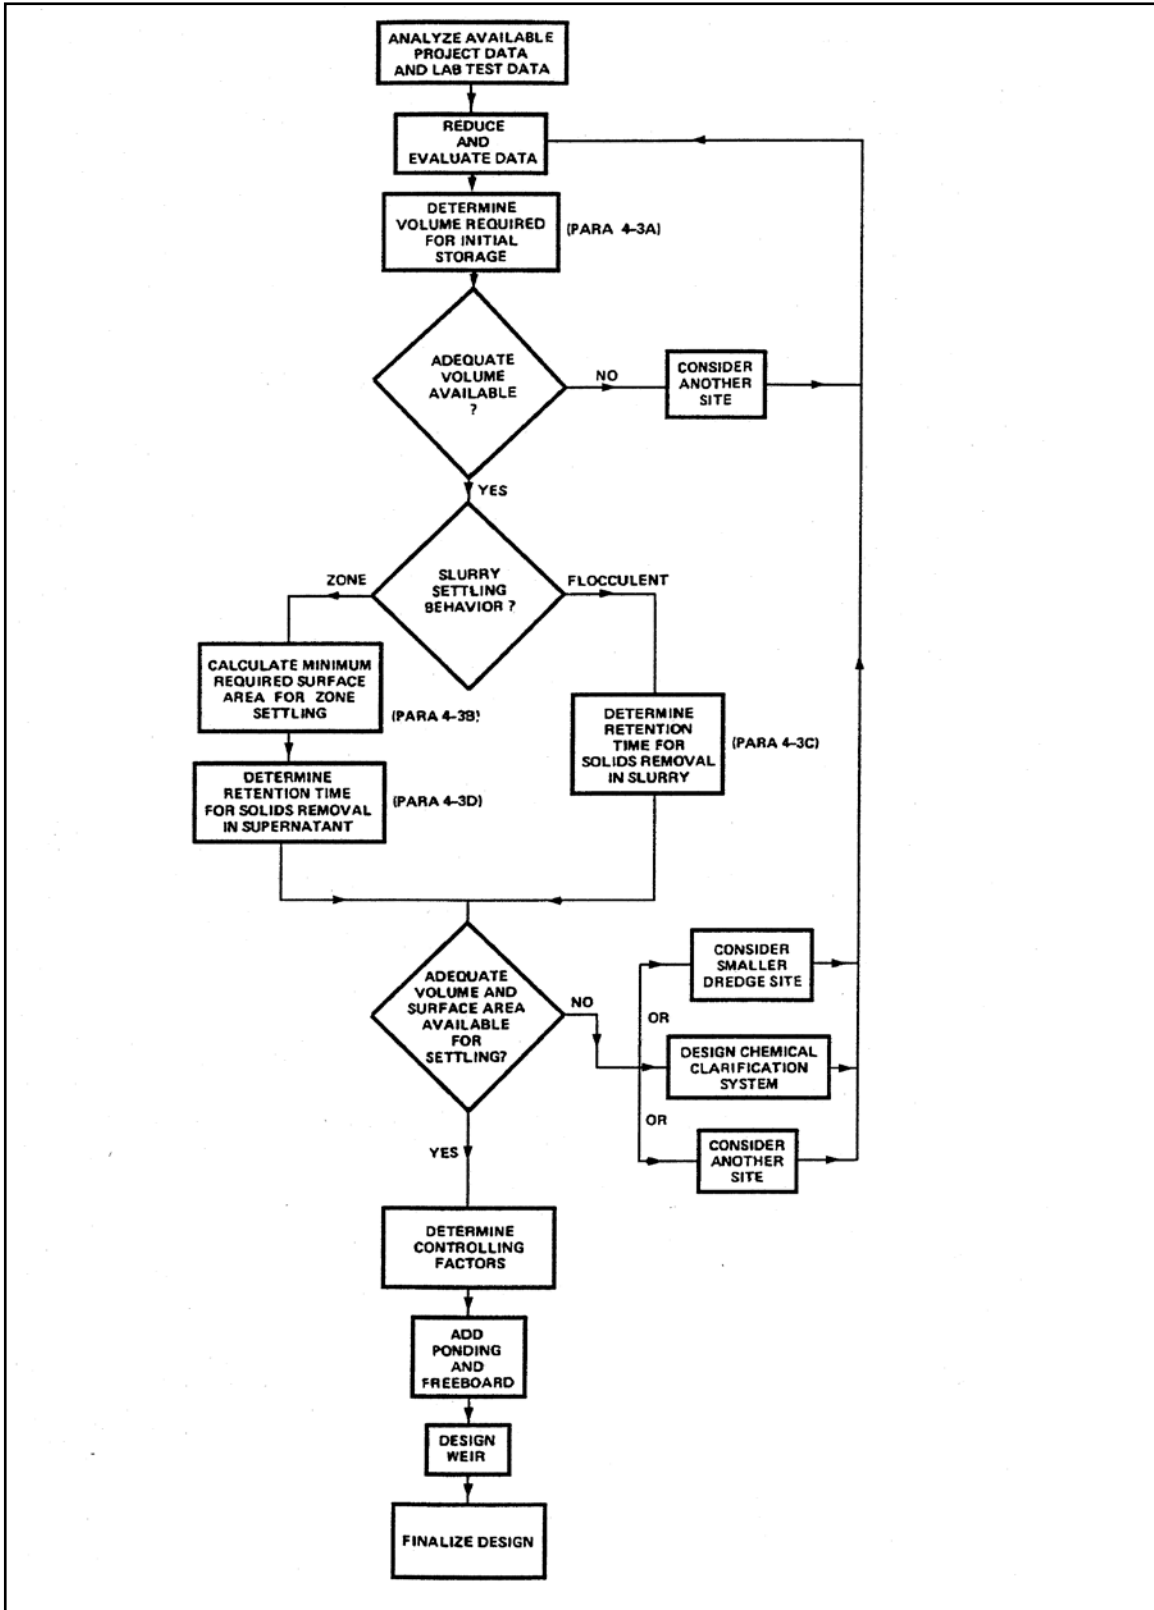 ANALYZE AVAILABLE
PROJECT DATA
AND LAB TEST DATA
REDUCE
AND
EVALUATE DATA
DETERMINE
VOLUME REQUIRED
FOR INITIAL
STORAGE
(PARA 4-3A)
ADEQUATE
VOLUME
AVAILABLE
?
NO
CONSIDER
ANOTHER
SITE
YES
SLURRY
SETTLING
BEHAVIOR ?
ZONE
FLOCCULENT
CALCULATE MINIMUM
REQUIRED SURFACE
AREA FOR ZONE
SETTLING
(PARA 4-3B)
DETERMINE
RETENTION TIME
FOR SOLIDS REMOVAL
IN SUPERNATANT
(PARA 4-3D)
DETERMINE
RETENTION
TIME FOR
SOLIDS REMOVAL
IN SLURRY
(PARA 4-3C)
ADEQUATE
VOLUME AND
SURFACE AREA
AVAILABLE
FOR
SETTLING?
NO
CONSIDER
SMALLER
DREDGE SITE
OR
DESIGN CHEMICAL
CLARIFICATION
SYSTEM
OR
CONSIDER
ANOTHER
SITE
YES
DETERMINE
CONTROLLING
FACTORS
ADD
PONDING
AND
FREEBOARD
DESIGN
WEIR
FINALIZE DESIGN